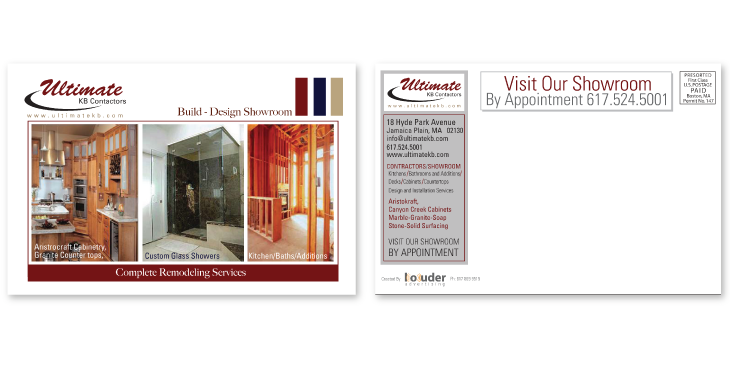 Ultimate
KB Contactors
www.ultimatekb.com
Build - Design Showroom
Aristrocraft Cabinetry,
Granite Counter tops,
Custom Glass Showers
Kitchen/Baths/Additions
Complete Remodeling Services
Ultimate
KB Contactors
www.ultimatekb.com
18 Hyde Park Avenue
Jamaica Plain, MA 02130
info@ultimatekb.com
617.524.5001
www.ultimatekb.com
CONTRACTORS/SHOWROOM
Kitchens/Bathrooms and Additions/
Decks/Cabinets/Countertops
Design and Installation Services
Aristokraft,
Canyon Creek Cabinets
Marble-Granite-Soap
Stone-Solid Surfacing
VISIT OUR SHOWROOM
BY APPOINTMENT
Visit Our Showroom
By Appointment 617.524.5001
PRESORTED
First Class
U.S.POSTAGE
PAID
Boston, MA
Permit No. 147
Created By
advertising